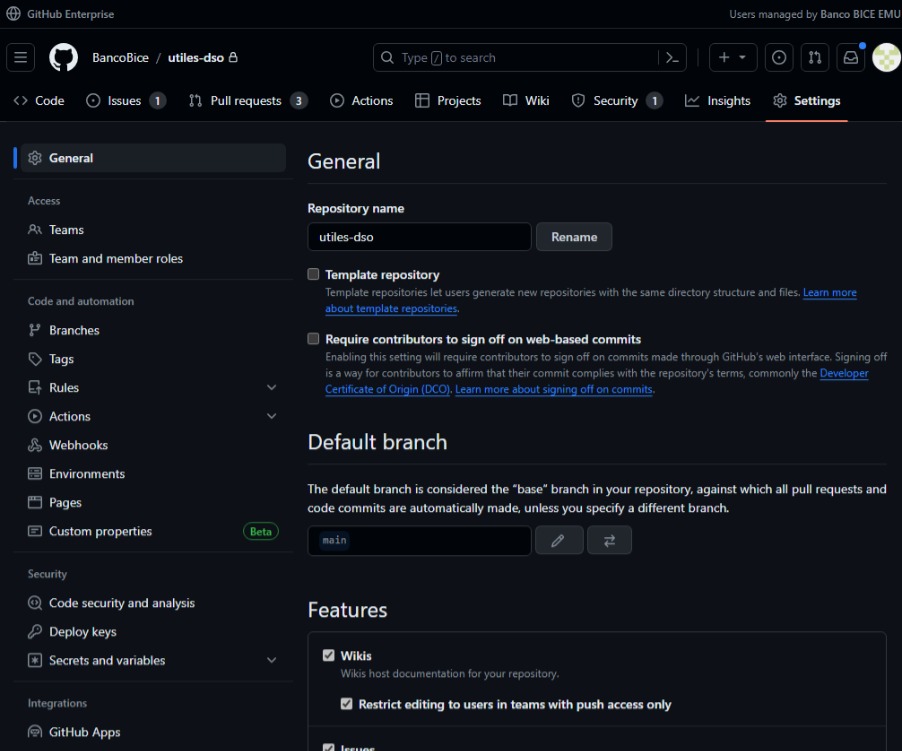 GitHub Enterprise
Users managed by Banco BICE EMU
BancoBice / utiles-dso
Type / to search
Code
Issues 1
Pull requests 3
Actions
Projects
Wiki
Security 1
Insights
Settings
General
Access
Teams
Team and member roles
Code and automation
Branches
Tags
Rules
Actions
Webhooks
Environments
Pages
Custom properties
Beta
Security
Code security and analysis
Deploy keys
Secrets and variables
Integrations
GitHub Apps
General
Repository name
utiles-dso
Rename
Template repository
Template repositories let users generate new repositories with the same directory structure and files. Learn more
about template repositories.
Require contributors to sign off on web-based commits
Enabling this setting will require contributors to sign off on commits made through GitHub's web interface. Signing off
is a way for contributors to affirm that their commit complies with the repository's terms, commonly the Developer
Certificate of Origin (DCO). Learn more about signing off on commits.
Default branch
The default branch is considered the “base” branch in your repository, against which all pull requests and
code commits are automatically made, unless you specify a different branch.
main
Features
Wikis
Wikis host documentation for your repository.
Restrict editing to users in teams with push access only
Issues